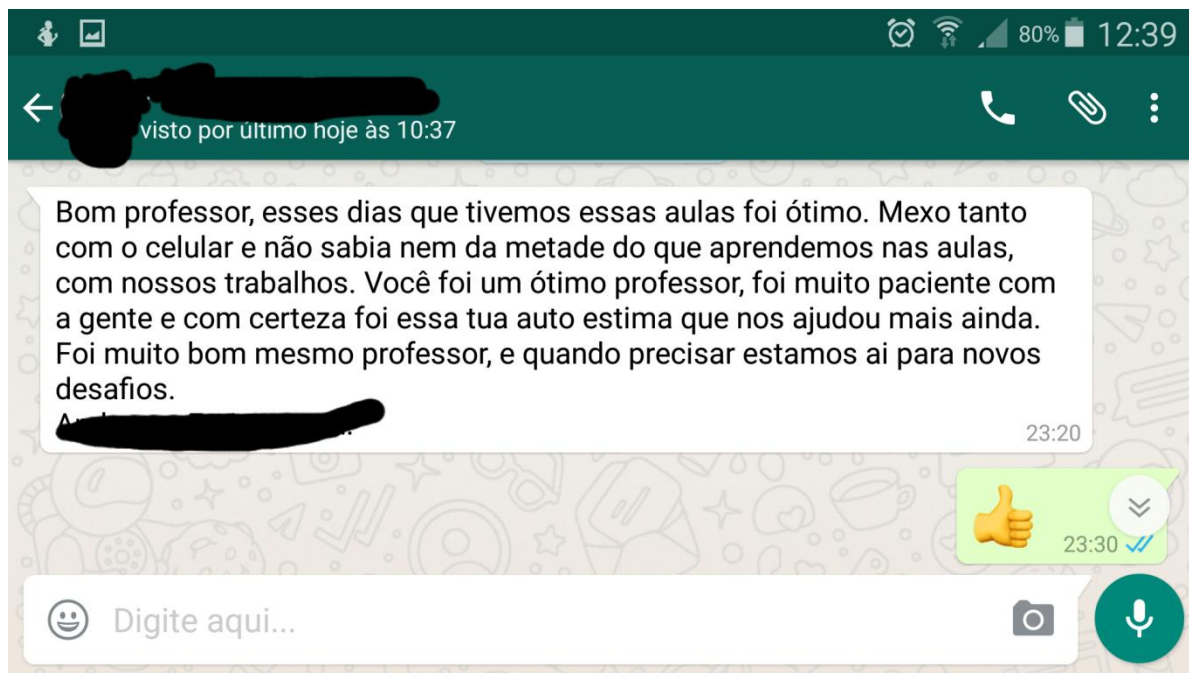 80% 12:39
visto por último hoje às 10:37
Bom professor, esses dias que tivemos essas aulas foi ótimo. Mexo tanto
com o celular e não sabia nem da metade do que aprendemos nas aulas,
com nossos trabalhos. Você foi um ótimo professor, foi muito paciente com
a gente e com certeza foi essa tua auto estima que nos ajudou mais ainda.
Foi muito bom mesmo professor, e quando precisar estamos ai para novos
desafios.
23:20
23:30
Digite aqui...